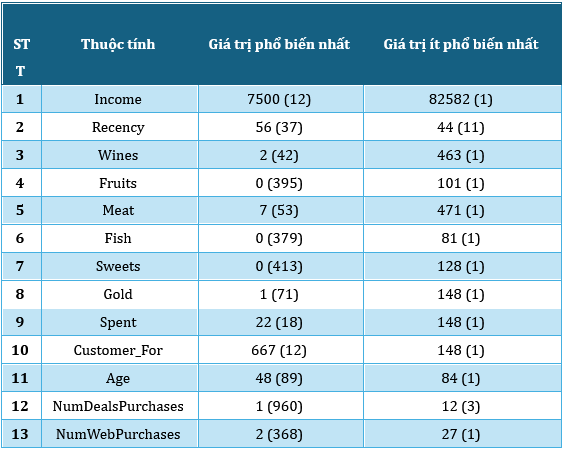 STT Thuộc tính Giá trị phổ biến nhất Giá trị ít phổ biến nhất
1 Income 7500 (12) 82582 (1)
2 Recency 56 (37) 44 (11)
3 Wines 2 (42) 463 (1)
4 Fruits 0 (395) 101 (1)
5 Meat 7 (53) 471 (1)
6 Fish 0 (379) 81 (1)
7 Sweets 0 (413) 128 (1)
8 Gold 1 (71) 148 (1)
9 Spent 22 (18) 148 (1)
10 Customer_For 667 (12) 148 (1)
11 Age 48 (89) 84 (1)
12 NumDealsPurchases 1 (960) 12 (3)
13 NumWebPurchases 2 (368) 27 (1)